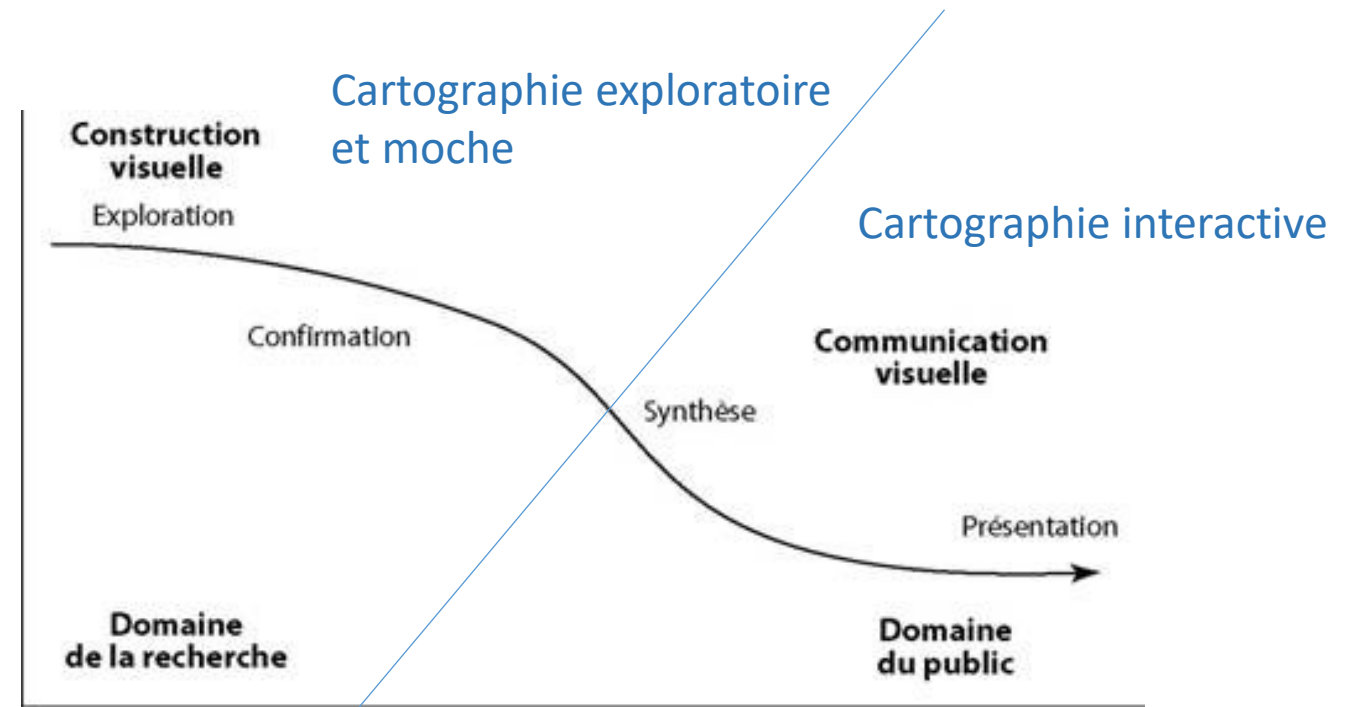 Cartographie exploratoire
et moche
Construction
visuelle
Exploration
Cartographie interactive
Confirmation
Communication
visuelle
Synthèse
Présentation
Domaine
de la recherche
Domaine
du public